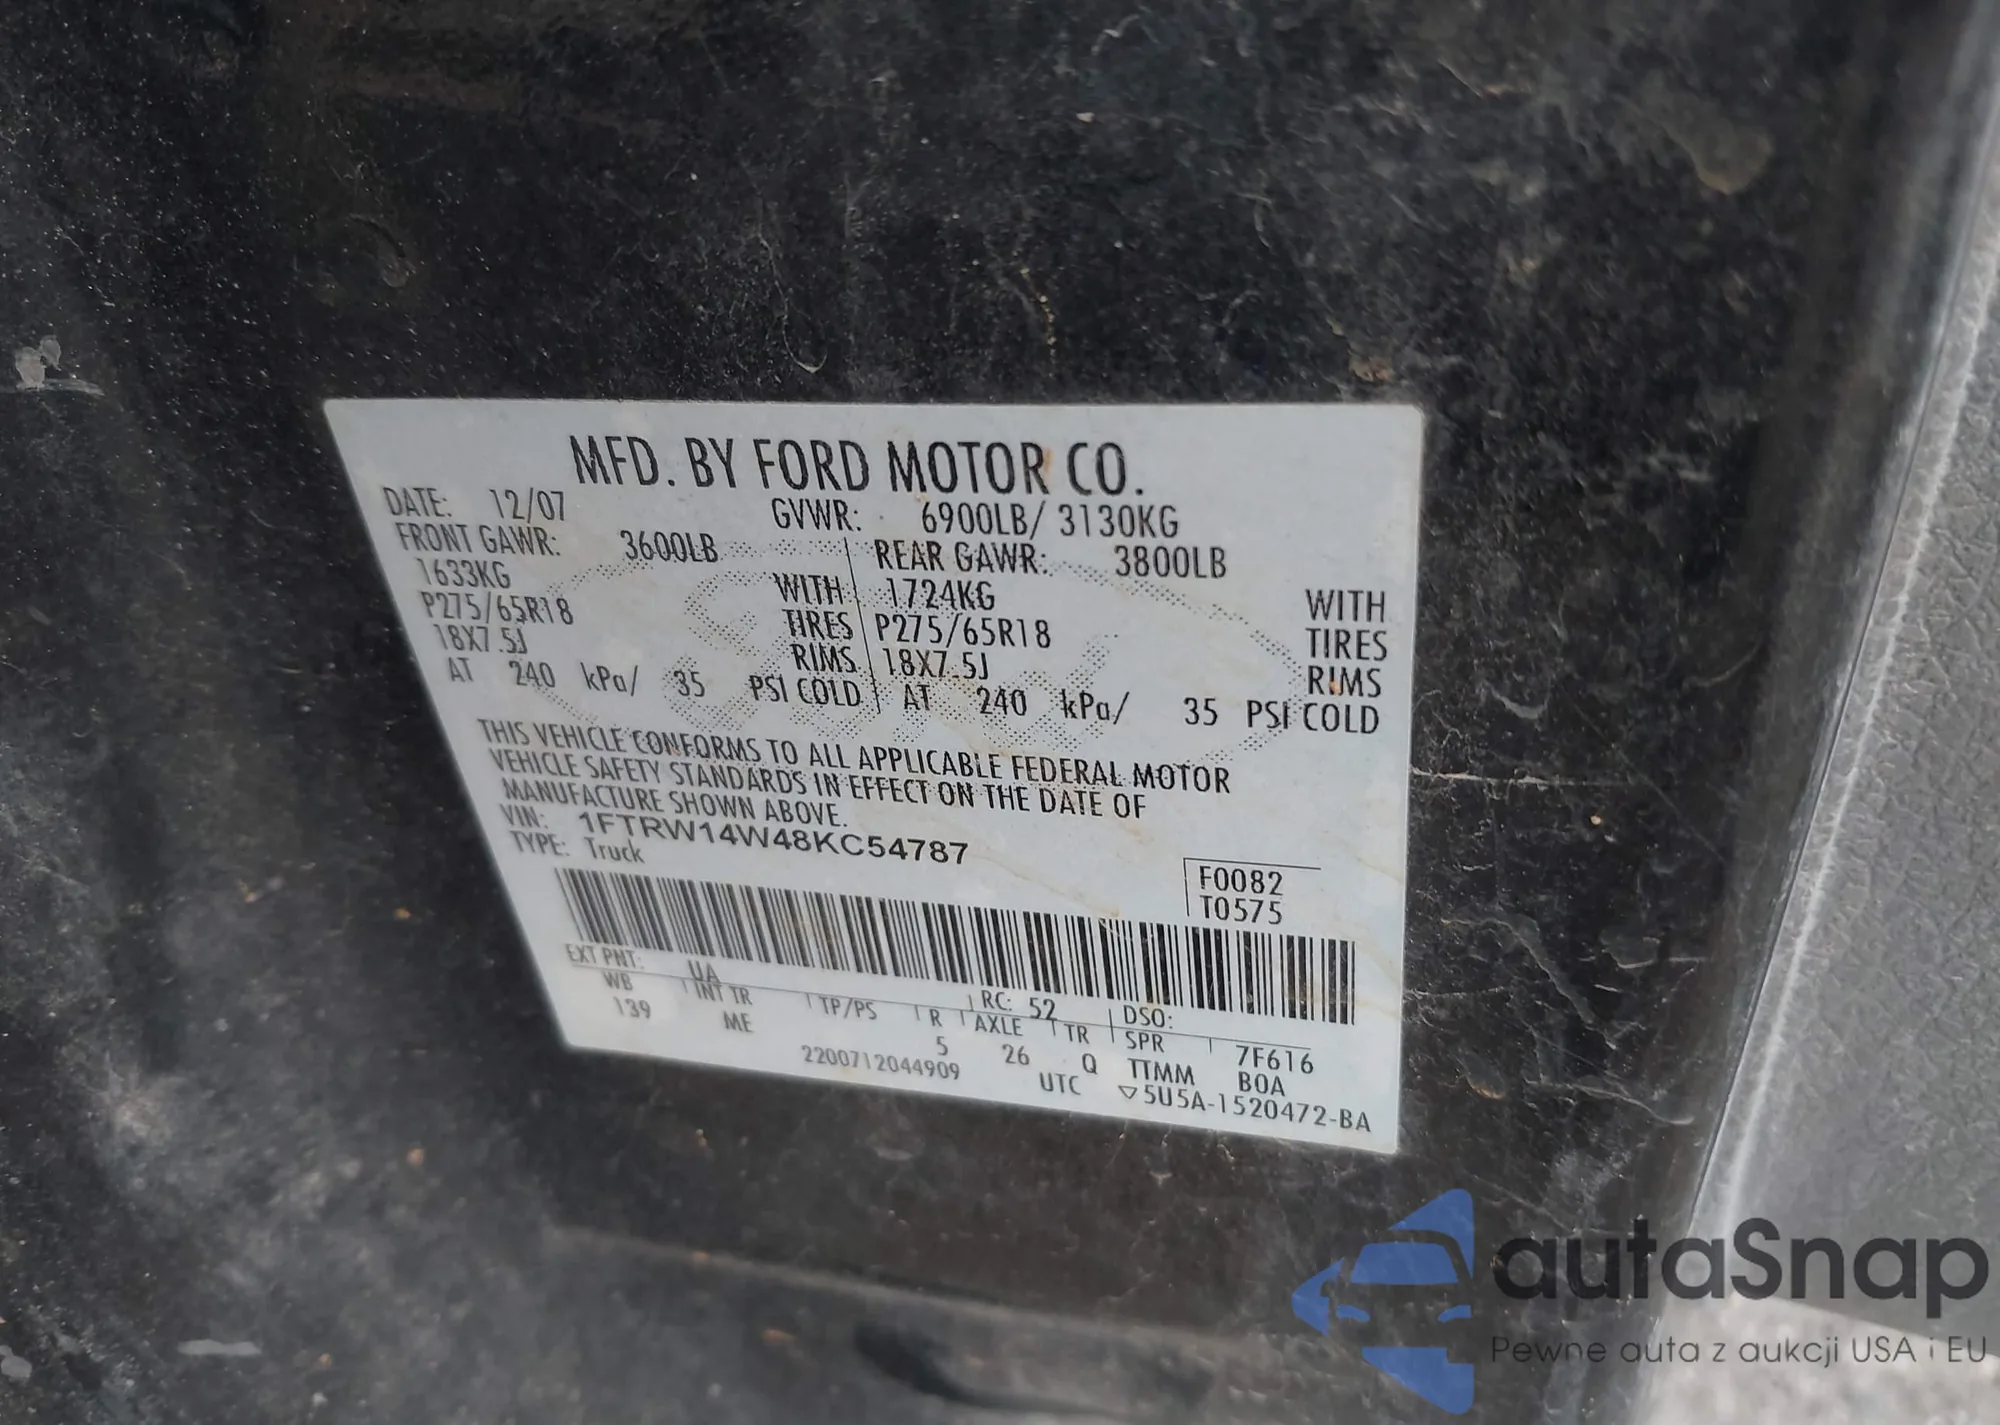 MFD. BY FORD MOTOR CO.
DATE: 12/07 GVWR: 6900LB/ 3130KG
FRONT GAWR: 3600LB REAR GAWR: 3800LB
1633KG WITH 1724KG WITH
P275/65R18 TIRES P275/65R18 TIRES
18X7.5J RIMS 18X7.5J RIMS
AT 240 kPa/ 35 PSI COLD AT 240 kPa/ 35 PSI COLD
THIS VEHICLE CONFORMS TO ALL APPLICABLE FEDERAL MOTOR
VEHICLE SAFETY STANDARDS IN EFFECT ON THE DATE OF
MANUFACTURE SHOWN ABOVE.
VIN: 1FTRW14W48KC54787
TYPE: Truck
F0082
T0575
EXT PNT: UA RC: 52 DSO:
WB INT TR TP/PS R AXLE TR SPR 7F616
139 ME 5 26 Q TTMM BOA
2200712044909 UTC ▽5U5A-1520472-BA
autaSnap
Pewne auta z aukcji USA i EU